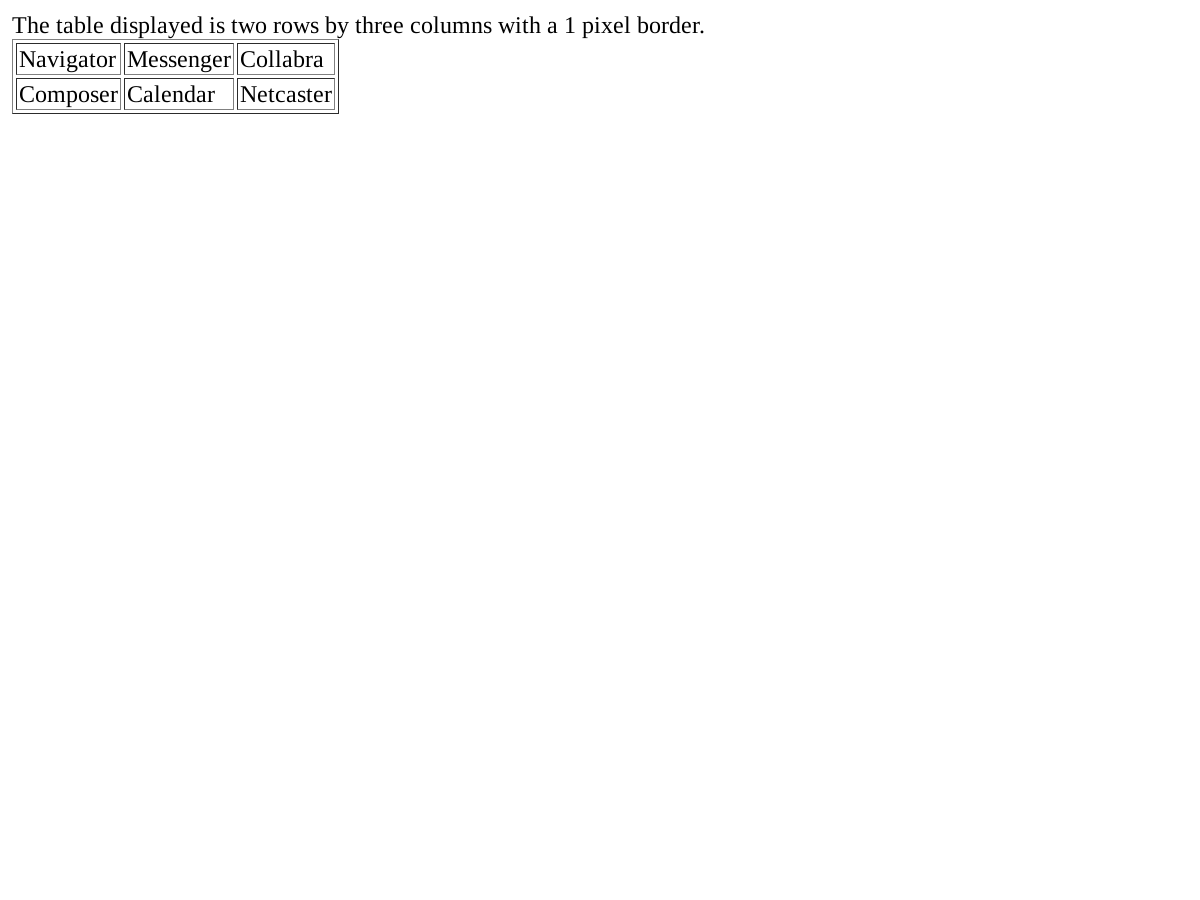 The table displayed is two rows by three columns with a 1 pixel border.
Navigator Messenger Collabra
Composer Calendar Netcaster